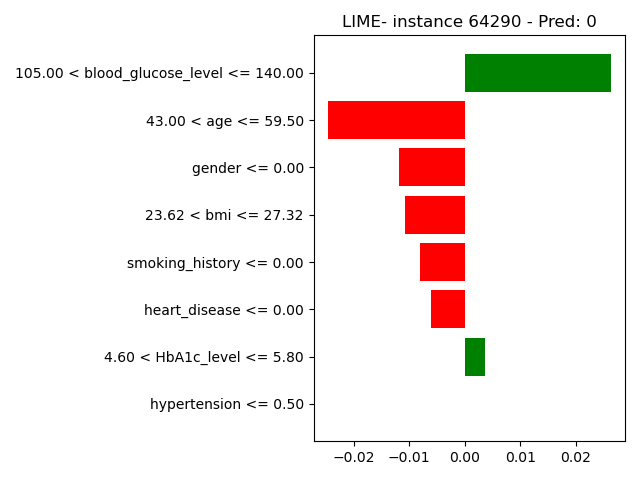 LIME- instance 64290 - Pred: 0
105.00 < blood_glucose_level <= 140.00
43.00 < age <= 59.50
gender <= 0.00
23.62 < bmi <= 27.32
smoking_history <= 0.00
heart_disease <= 0.00
4.60 < HbA1c_level <= 5.80
hypertension <= 0.50
−0.02 −0.01 0.00 0.01 0.02